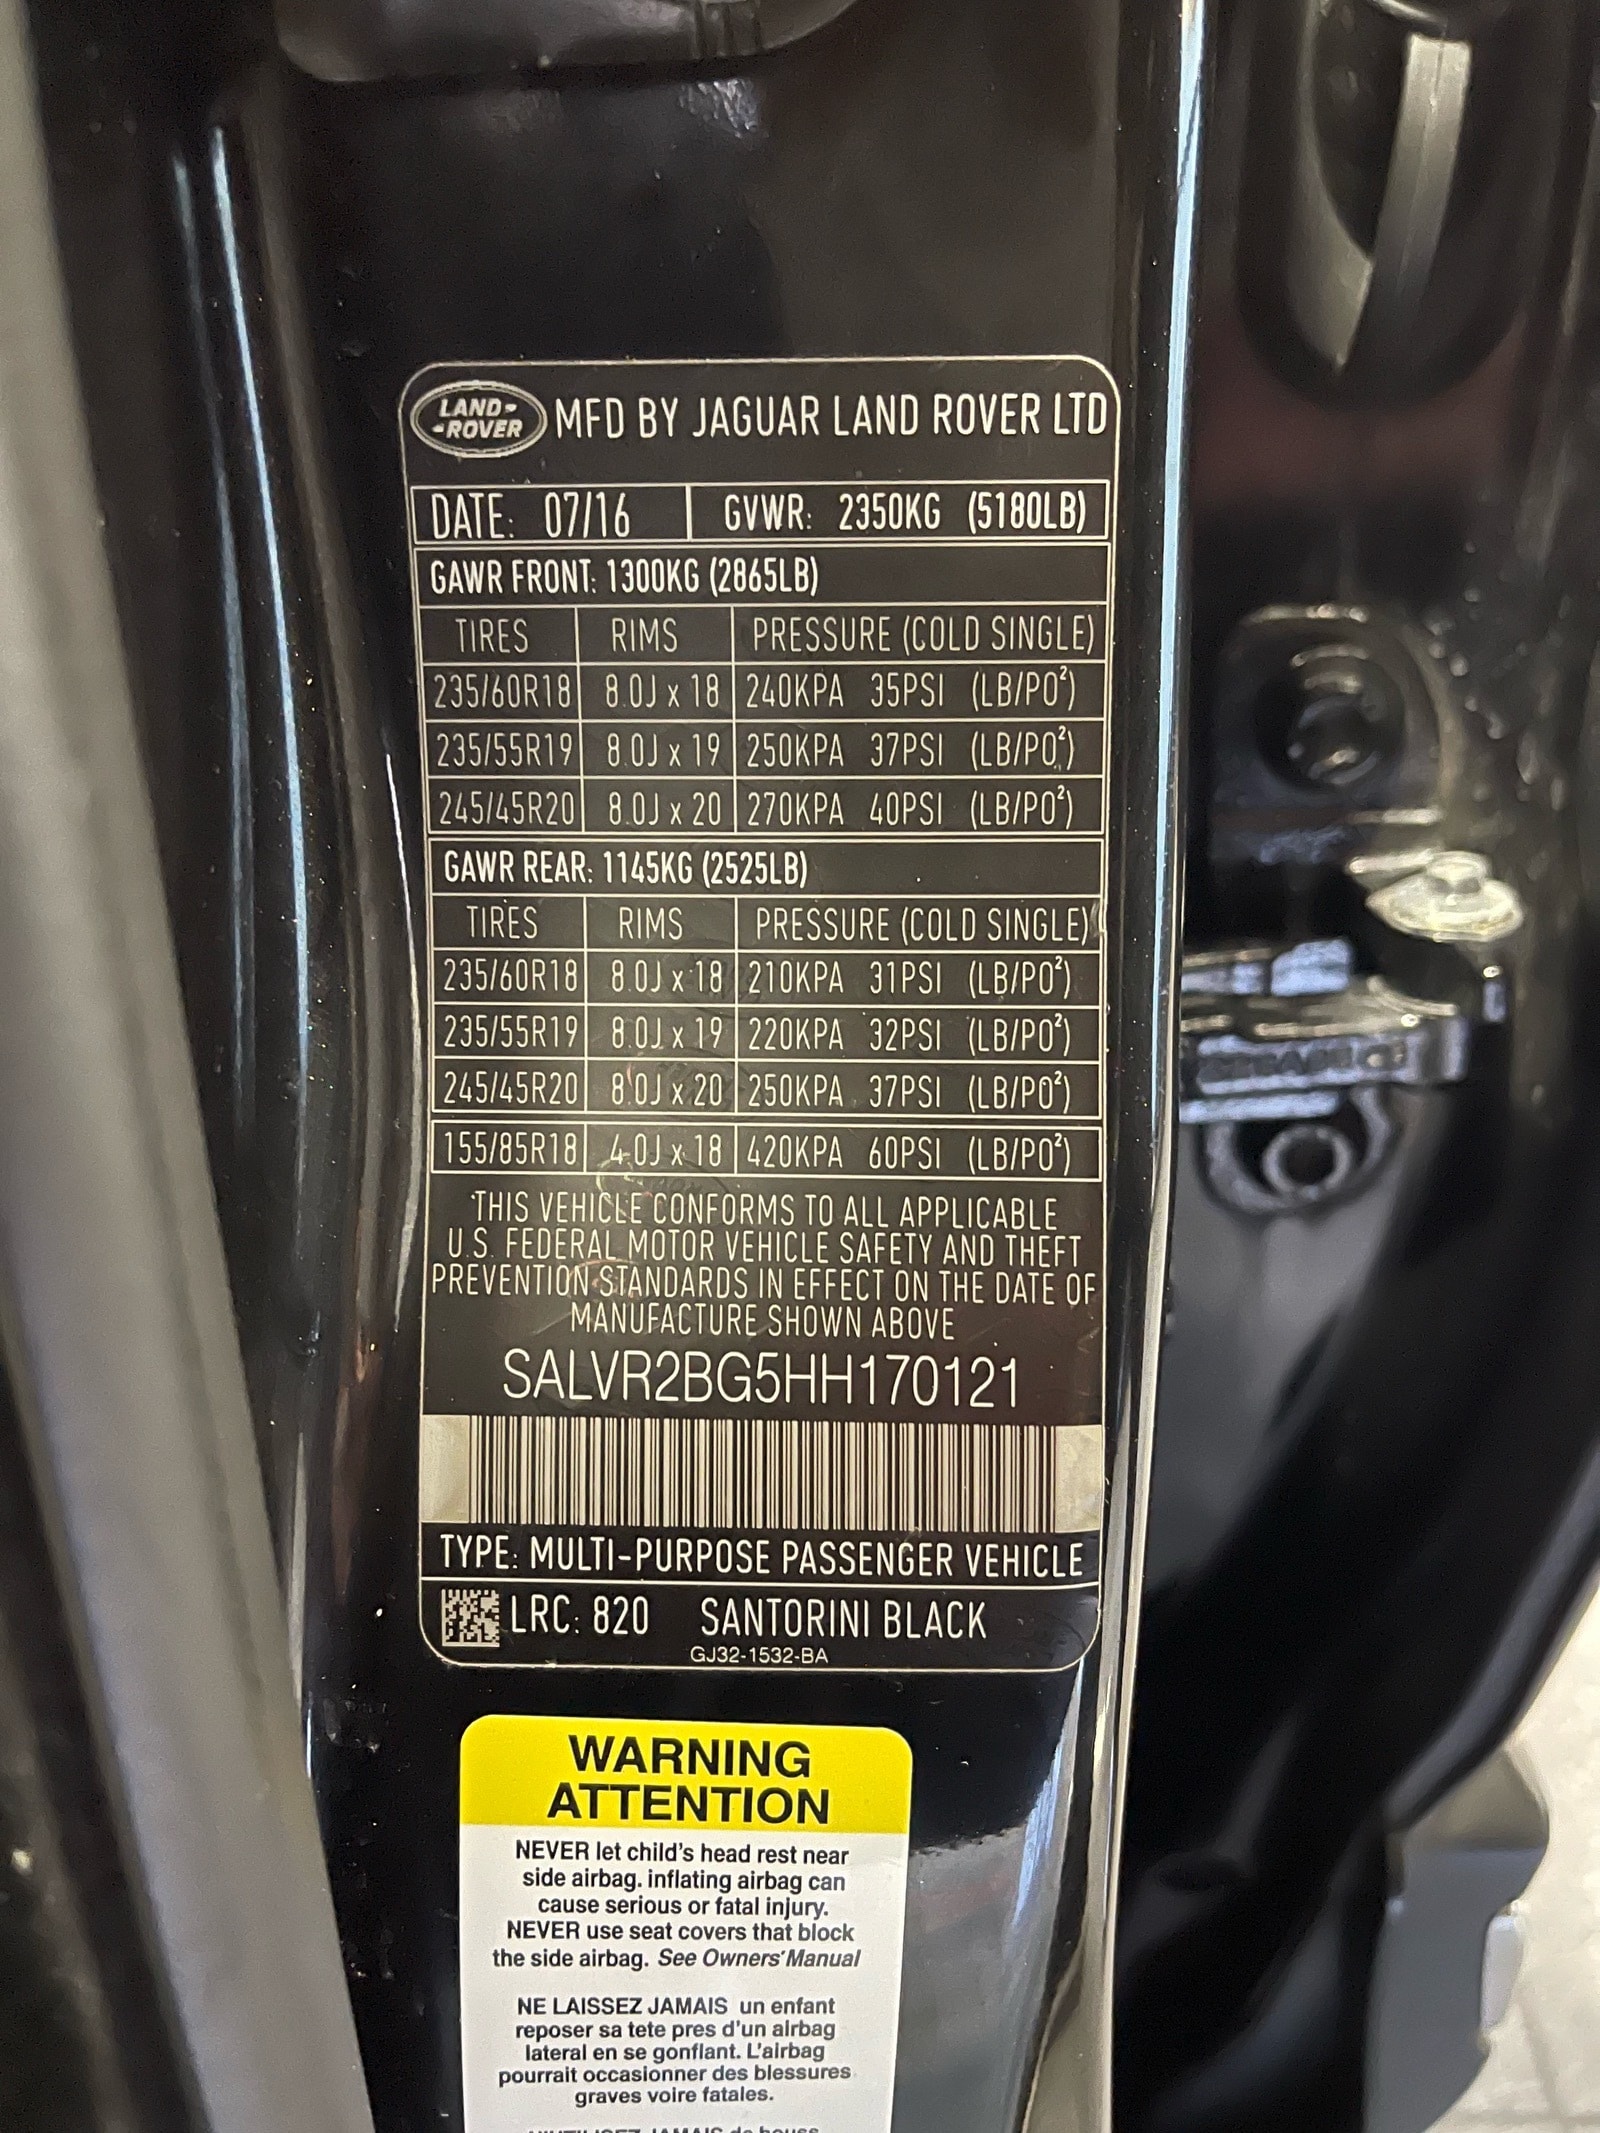 LAND-
-ROVER
MFD BY JAGUAR LAND ROVER LTD
DATE: 07/16 GVWR: 2350KG (5180LB)
GAWR FRONT: 1300KG (2865LB)
TIRES RIMS PRESSURE (COLD SINGLE)
235/60R18 8.0J x 18 240KPA 35PSI (LB/PO²)
235/55R19 8.0J x 19 250KPA 37PSI (LB/PO²)
245/45R20 8.0J x 20 270KPA 40PSI (LB/PO²)
GAWR REAR: 1145KG (2525LB)
TIRES RIMS PRESSURE (COLD SINGLE)
235/60R18 8.0J x 18 210KPA 31PSI (LB/PO²)
235/55R19 8.0J x 19 220KPA 32PSI (LB/PO²)
245/45R20 8.0J x 20 250KPA 37PSI (LB/PO²)
155/85R18 4.0J x 18 420KPA 60PSI (LB/PO²)
THIS VEHICLE CONFORMS TO ALL APPLICABLE
U.S. FEDERAL MOTOR VEHICLE SAFETY AND THEFT
PREVENTION STANDARDS IN EFFECT ON THE DATE OF
MANUFACTURE SHOWN ABOVE
SALVR2BG5HH170121
TYPE: MULTI-PURPOSE PASSENGER VEHICLE
LRC: 820 SANTORINI BLACK
GJ32-1532-BA
WARNING
ATTENTION
NEVER let child's head rest near
side airbag. inflating airbag can
cause serious or fatal injury.
NEVER use seat covers that block
the side airbag. See Owners' Manual
NE LAISSEZ JAMAIS un enfant
reposer sa tete pres d'un airbag
lateral en se gonflant. L'airbag
pourrait occasionner des blessures
graves voire fatales.